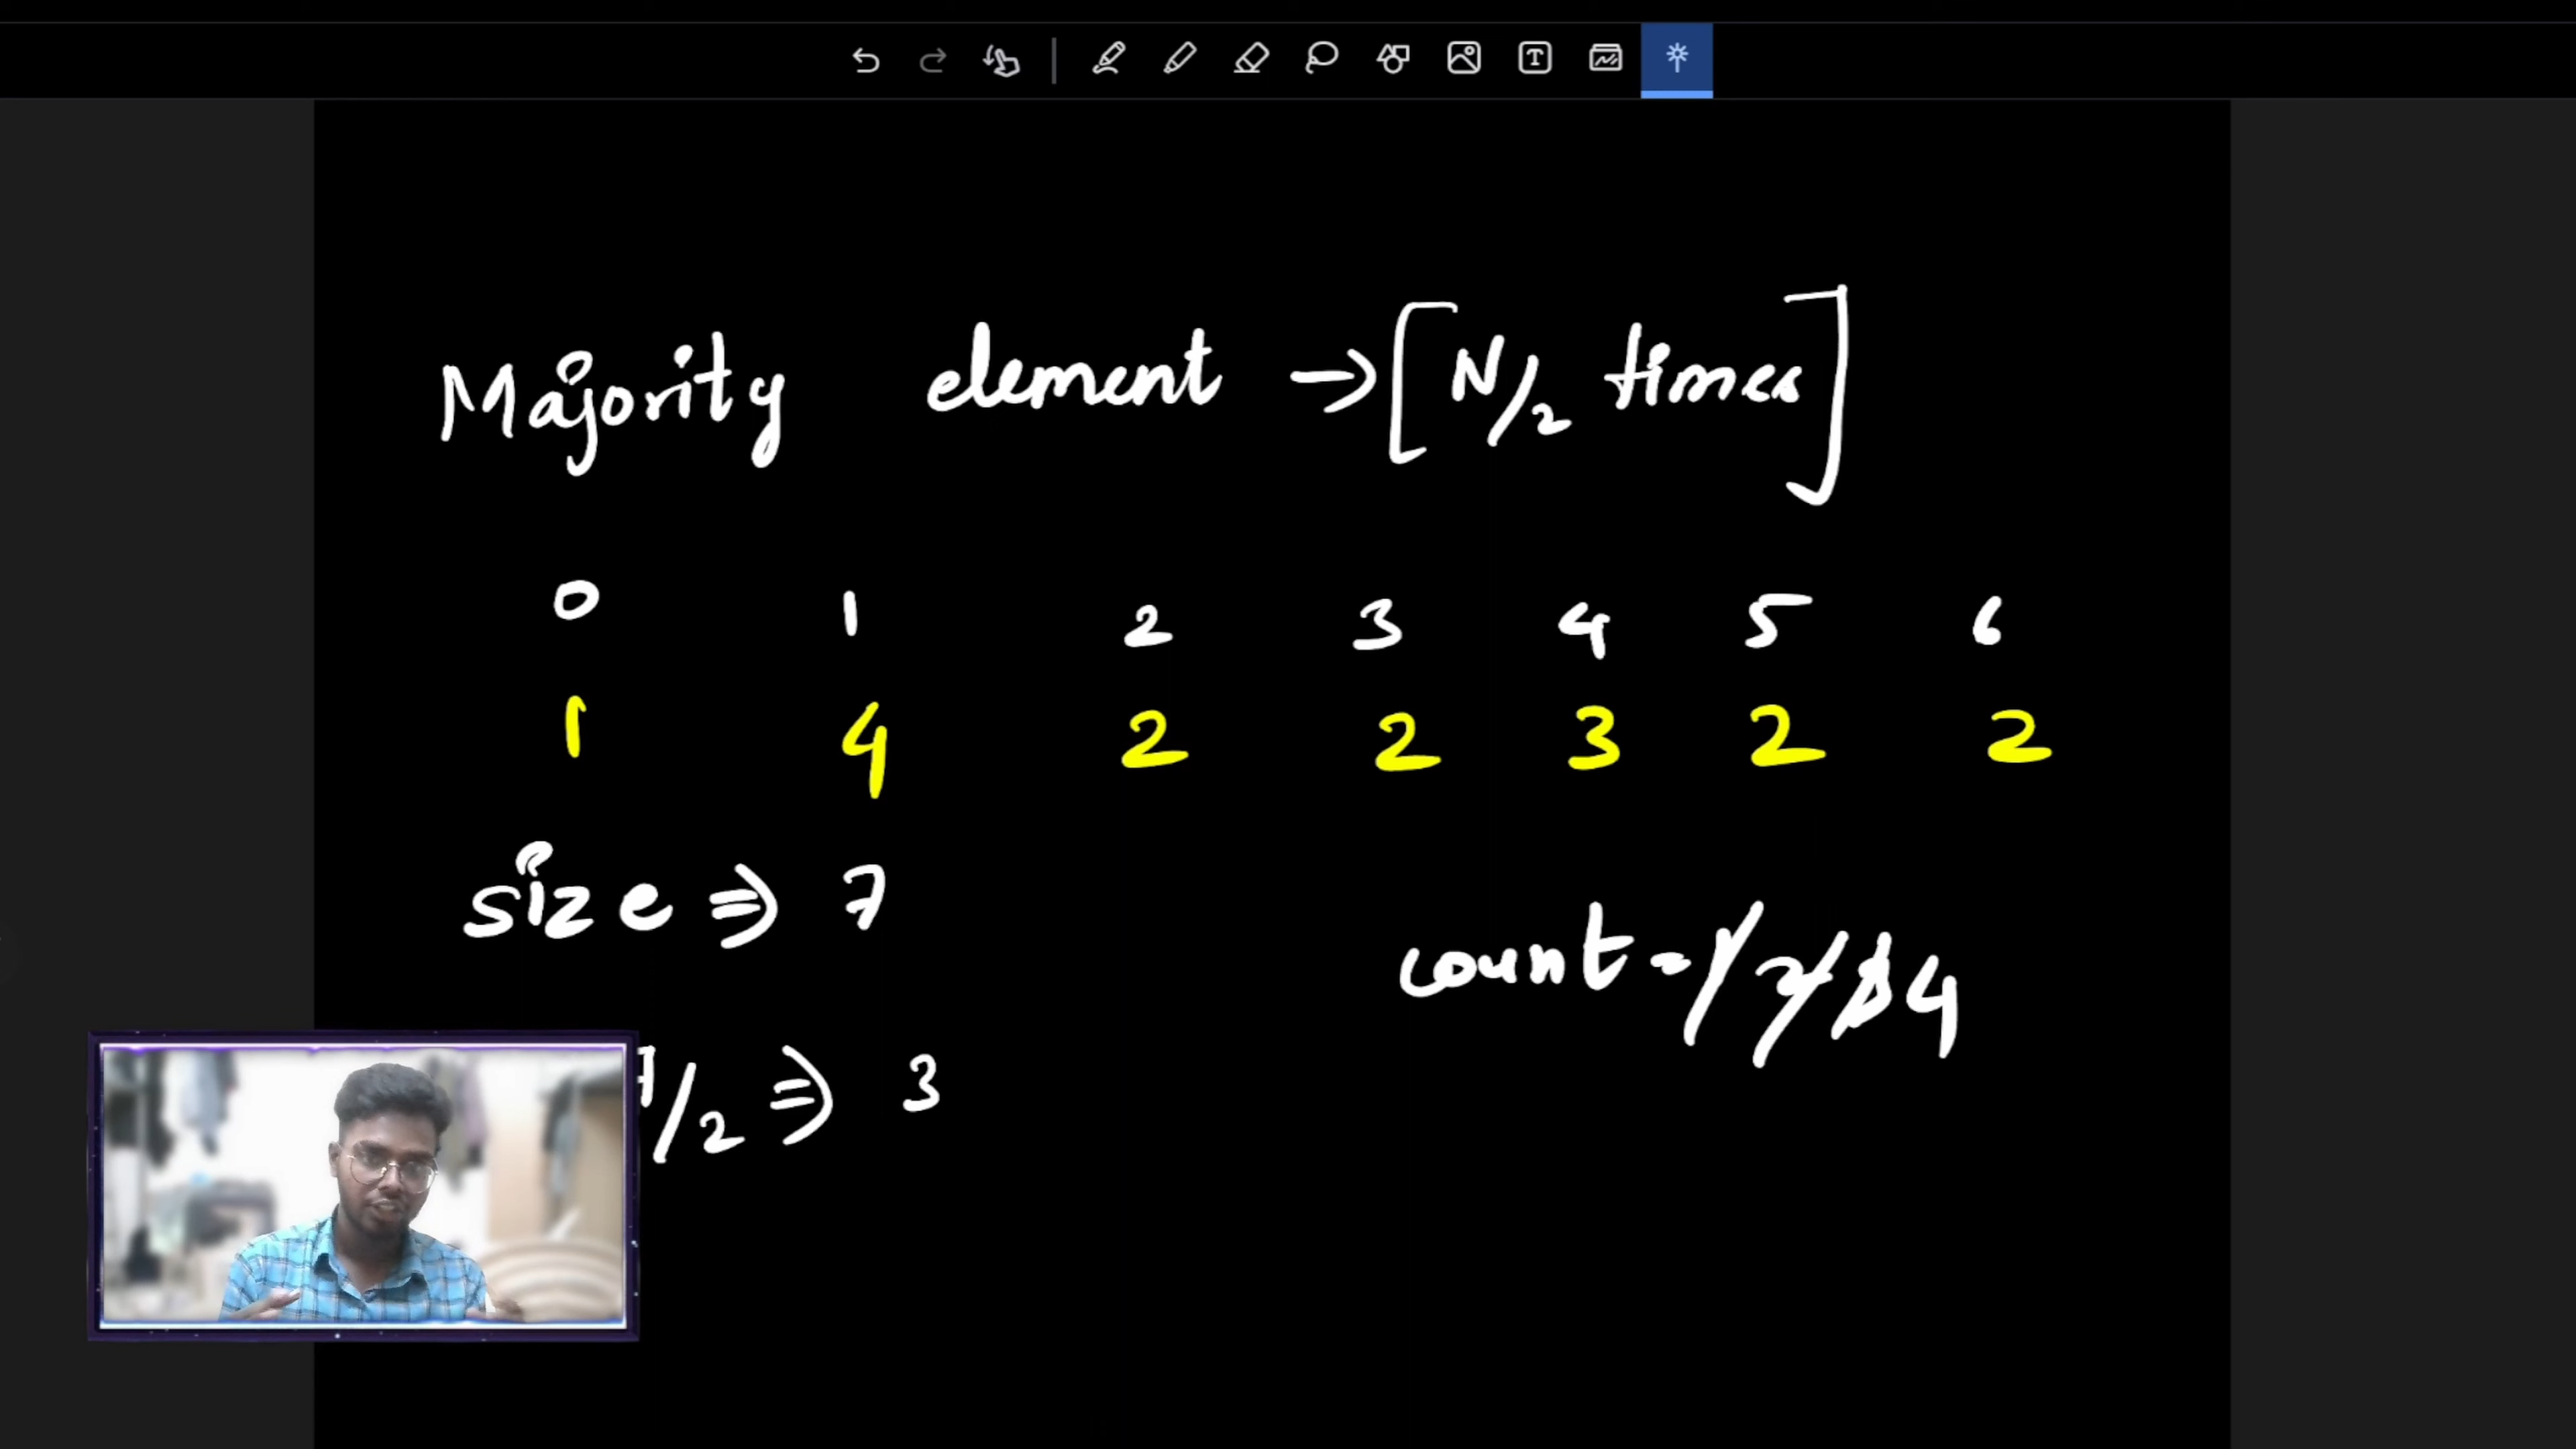 Majority element → [N/2 times]
0 1 2 3 4 5 6
1 4 2 2 3 2 2
size ⇒ 7
count = 1 2 3 4
7/2 ⇒ 3